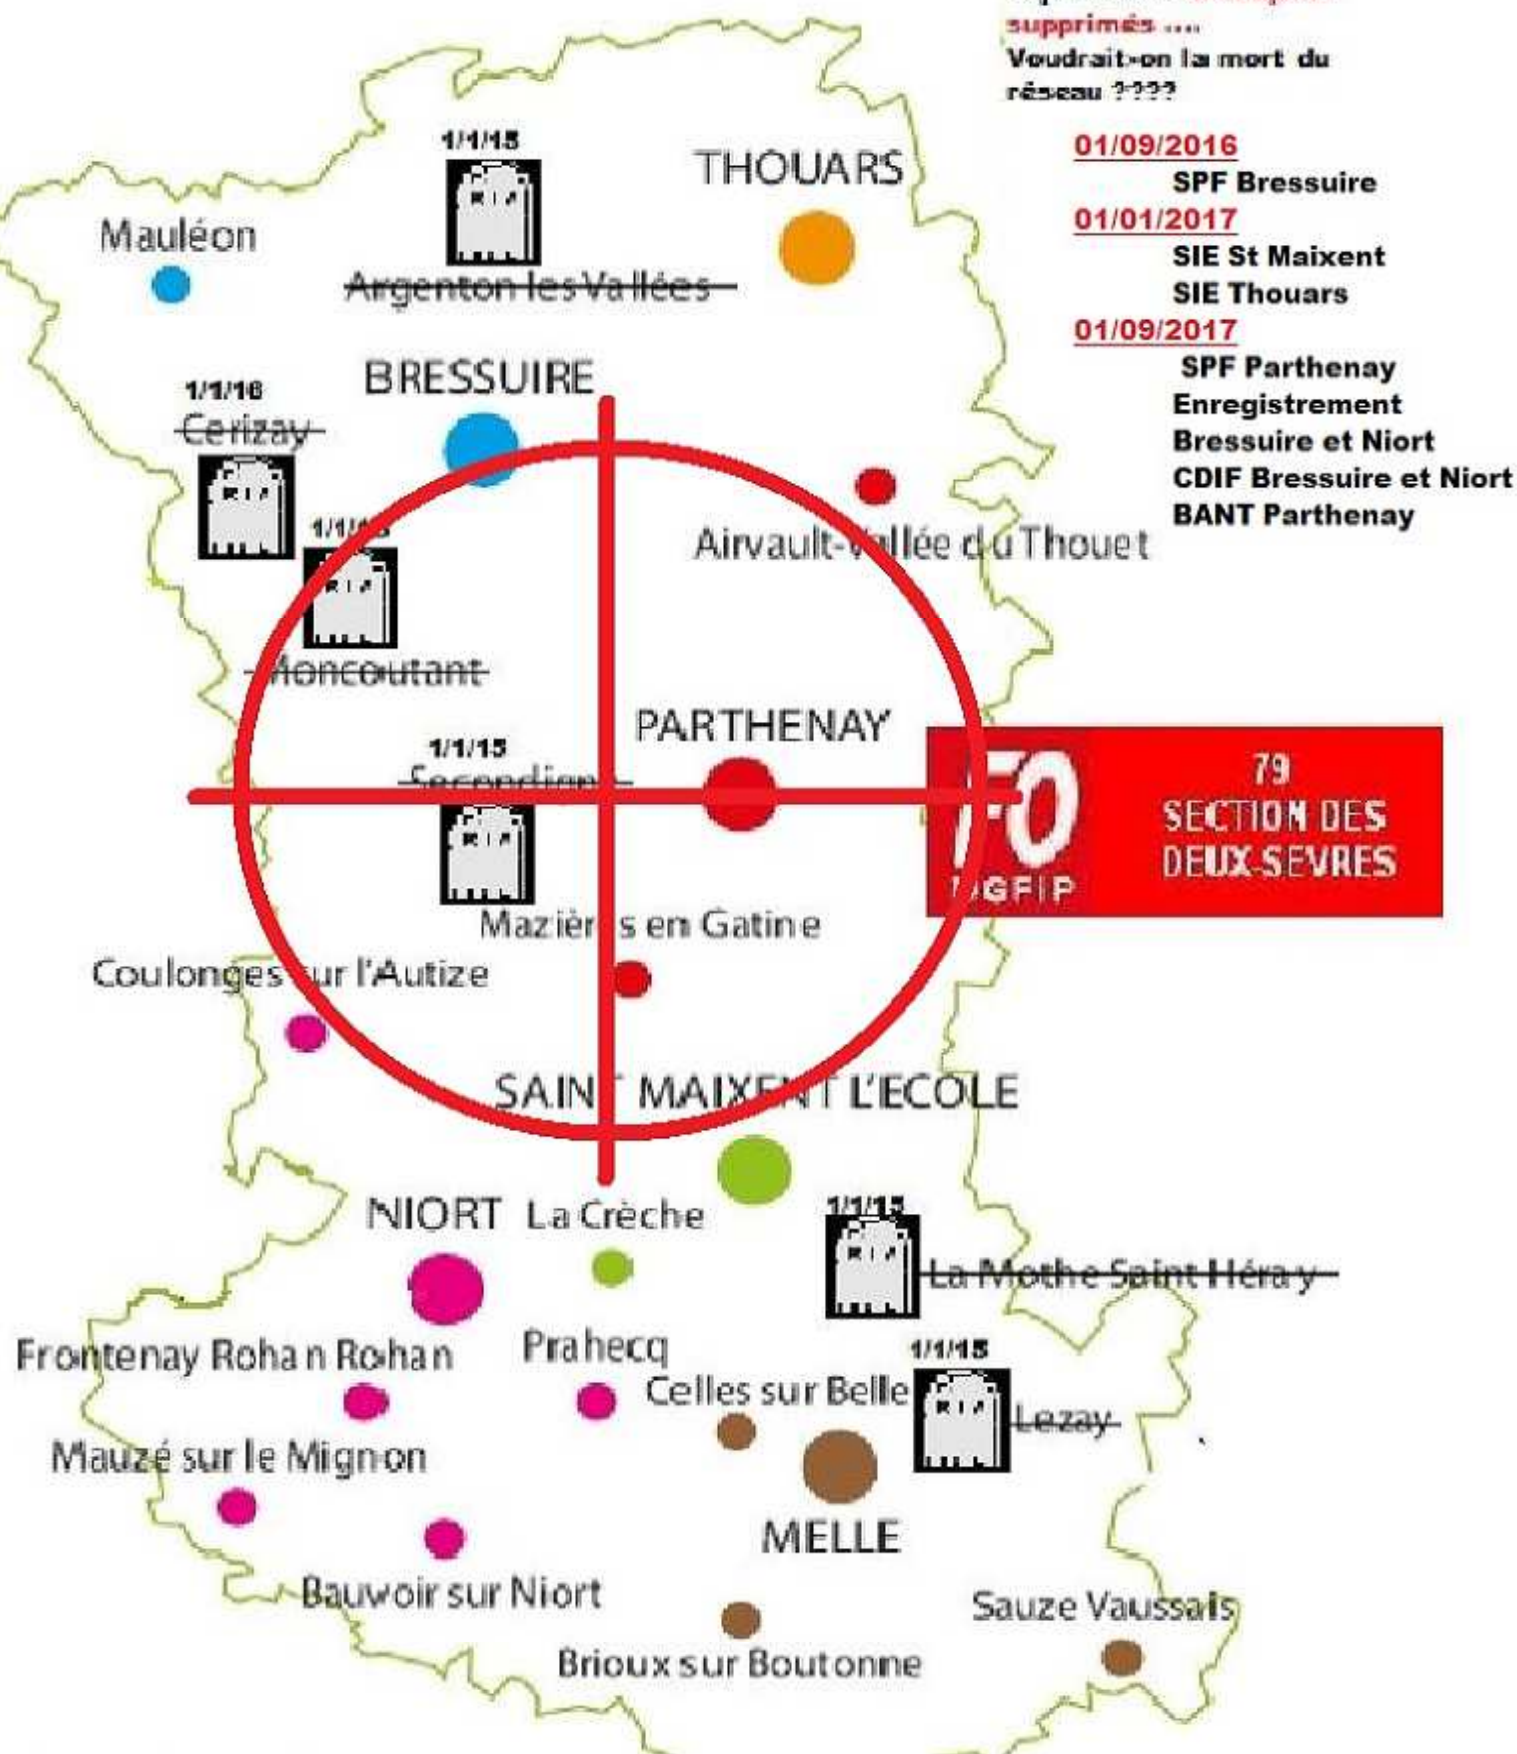 supprimés ....
Voudrait-on la mort du
réseau ????
01/09/2016
SPF Bressuire
01/01/2017
SIE St Maixent
SIE Thouars
01/09/2017
SPF Parthenay
Enregistrement
Bressuire et Niort
CDIF Bressuire et Niort
BANT Parthenay
1/1/15
THOUARS
Mauléon
Argenton les Vallées
BRESSUIRE
1/1/16
Cerizay
Airvault-Vallée du Thouet
Moncoutant
PARTHENAY
1/1/15
FO
DGFIP
79
SECTION DES
DEUX-SEVRES
Mazières en Gatine
Coulonges sur l'Autize
SAINT MAIXENT L'ECOLE
NIORT
La Crèche
1/1/15
La Mothe Saint Héray
Frontenay Rohan Rohan
Prahecq
1/1/15
Celles sur Belle
Lezay
Mauzé sur le Mignon
MELLE
Bauvoir sur Niort
Sauze Vaussais
Brioux sur Boutonne